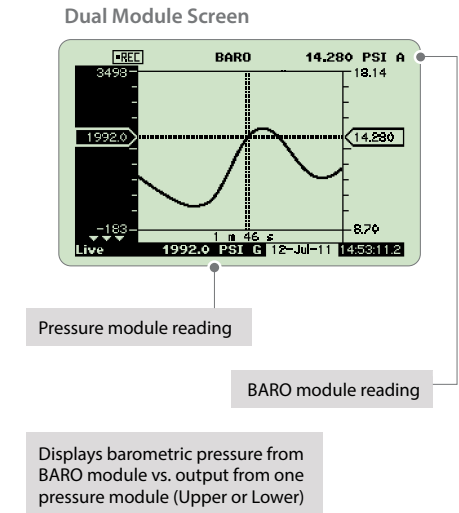 Dual Module Screen
REC BARO 14.280 PSI A
3498 18.14
1992.0 14.280
-183 8.70
1 m 46 s
Live 1992.0 PSI G 12-Jul-11 14:53:11.2
Pressure module reading
BARO module reading
Displays barometric pressure from
BARO module vs. output from one
pressure module (Upper or Lower)